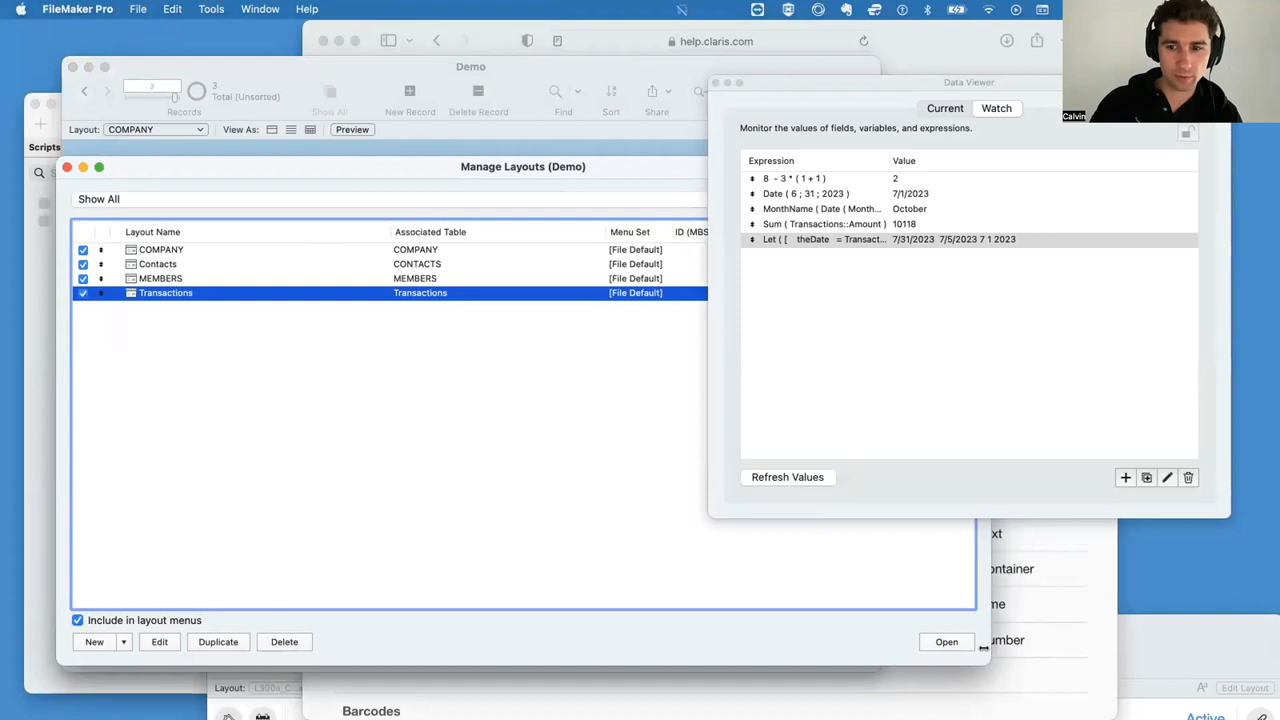 FileMaker Pro File Edit Tools Window Help
help.claris.com
Demo
3
3
Total (Unsorted)
Records
Show All
New Record
Delete Record
Find
Sort
Share
Layout: COMPANY View As: Preview
Data Viewer
Calvin
Current Watch
Monitor the values of fields, variables, and expressions.
Scripts
Manage Layouts (Demo)
Show All
Expression Value
8 - 3 * ( 1 + 1 ) 2
Date ( 6 ; 31 ; 2023 ) 7/1/2023
MonthName ( Date ( Month... October
Sum ( Transactions::Amount ) 10118
Let ( [ theDate = Transact... 7/31/2023 7/5/2023 7 1 2023
Layout Name Associated Table Menu Set ID (MBS
COMPANY COMPANY [File Default]
Contacts CONTACTS [File Default]
MEMBERS MEMBERS [File Default]
Transactions Transactions [File Default]
Refresh Values
xt
ontainer
me
umber
Include in layout menus
New Edit Duplicate Delete Open
Layout: L300a_C...
Edit Layout
Barcodes
Active